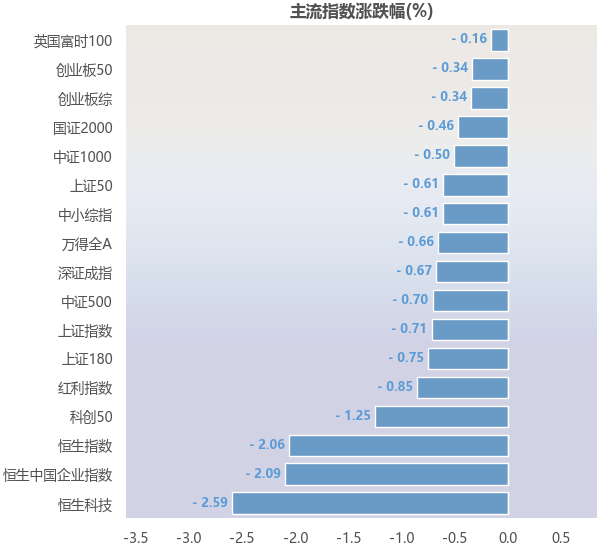 主流指数涨跌幅(%)
英国富时100 - 0.16
创业板50 - 0.34
创业板综 - 0.34
国证2000 - 0.46
中证1000 - 0.50
上证50 - 0.61
中小综指 - 0.61
万得全A - 0.66
深证成指 - 0.67
中证500 - 0.70
上证指数 - 0.71
上证180 - 0.75
红利指数 - 0.85
科创50 - 1.25
恒生指数 - 2.06
恒生中国企业指数 - 2.09
恒生科技 - 2.59
-3.5 -3.0 -2.5 -2.0 -1.5 -1.0 -0.5 0.0 0.5